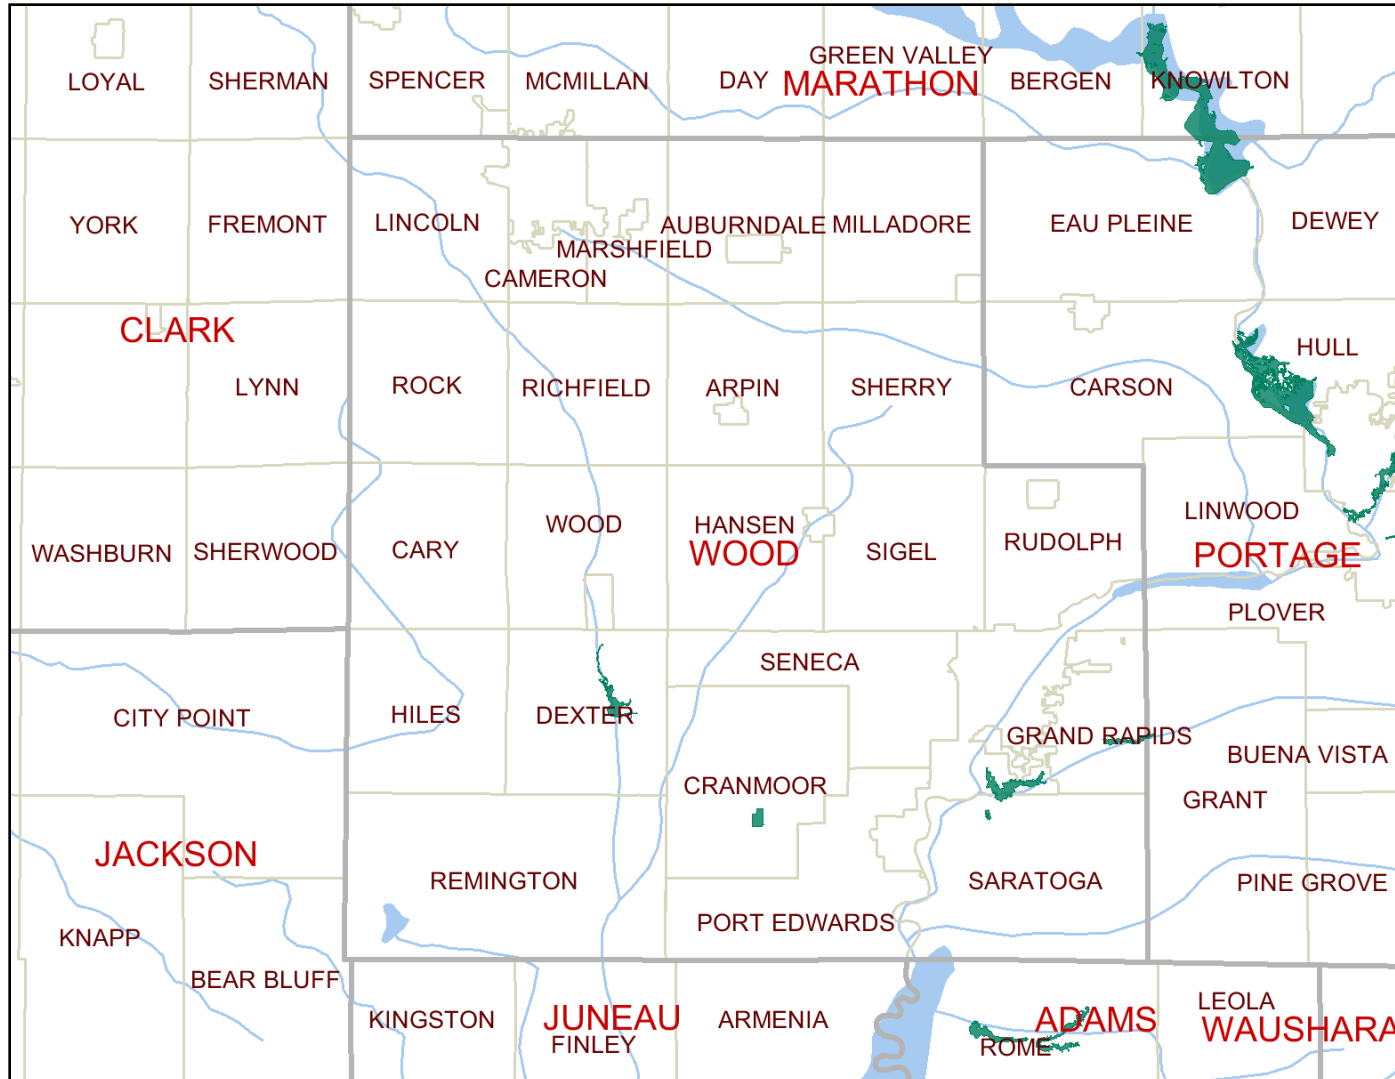 GREEN VALLEY
LOYAL
SHERMAN
SPENCER
MCMILLAN
DAY
MARATHON
BERGEN
KNOWLTON
YORK
FREMONT
LINCOLN
AUBURNDALE
MILLADORE
EAU PLEINE
DEWEY
MARSHFIELD
CAMERON
CLARK
HULL
LYNN
ROCK
RICHFIELD
ARPIN
SHERRY
CARSON
LINWOOD
WOOD
HANSEN
WASHBURN
SHERWOOD
CARY
WOOD
SIGEL
RUDOLPH
PORTAGE
PLOVER
SENECA
CITY POINT
HILES
DEXTER
GRAND RAPIDS
BUENA VISTA
CRANMOOR
GRANT
JACKSON
REMINGTON
SARATOGA
PINE GROVE
KNAPP
PORT EDWARDS
BEAR BLUFF
LEOLA
KINGSTON
JUNEAU
ARMENIA
ADAMS
WAUSHARA
FINLEY
ROME